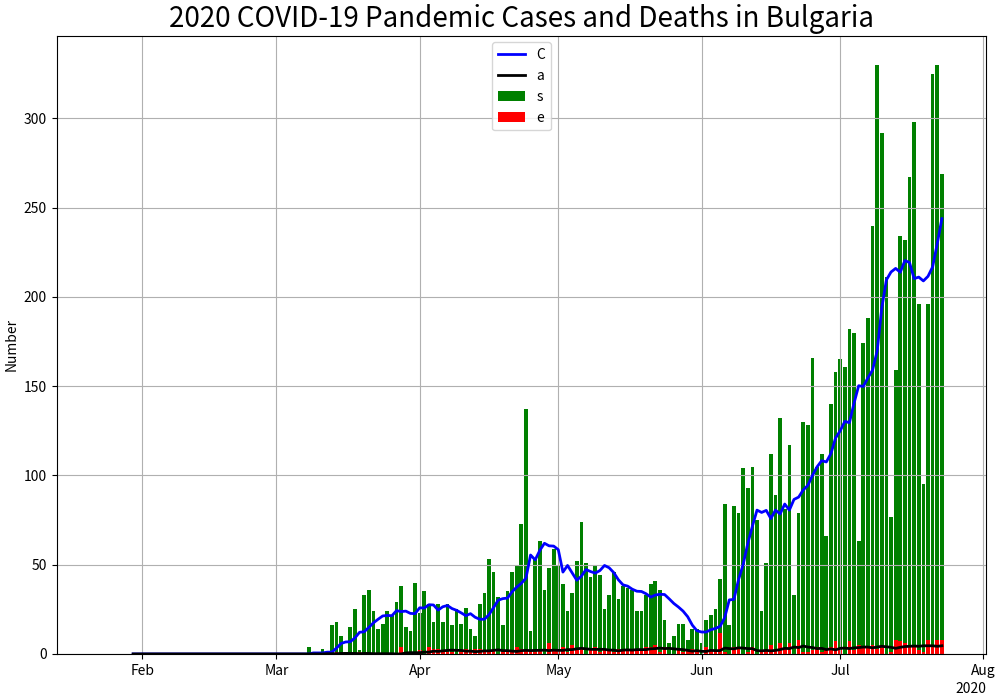 2020 COVID-19 Pandemic Cases and Deaths in Bulgaria
C
a
s
e
Number
300
250
200
150
100
50
0
Feb
Mar
Apr
May
Jun
Jul
Aug
2020